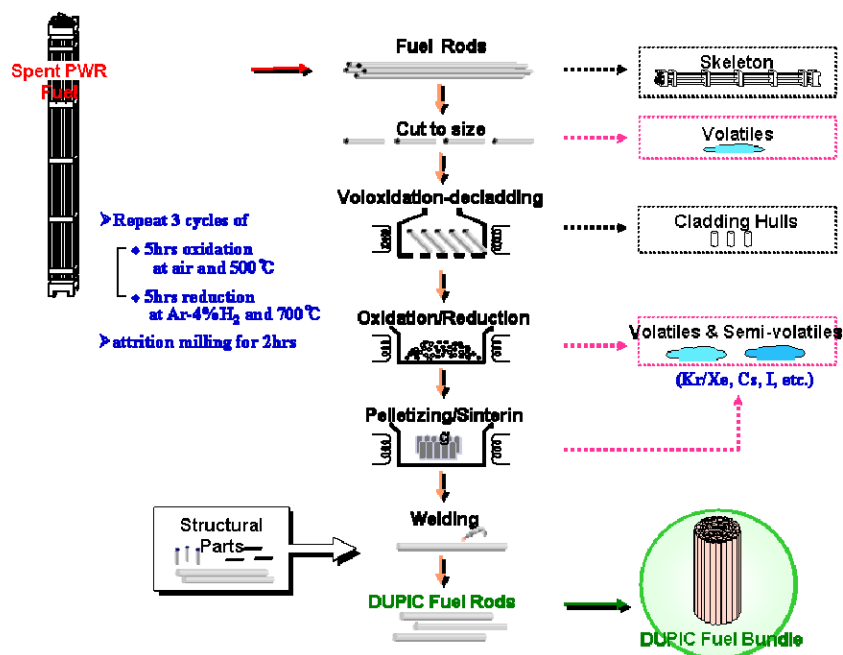 Spent PWR
Fuel
Fuel Rods
Skeleton
Cut to size
Volatiles
Voloxidation-decladding
Cladding Hulls
➤Repeat 3 cycles of
♦ 5hrs oxidation
at air and 500℃
♦ 5hrs reduction
at Ar-4%H₂ and 700℃
➤attrition milling for 2hrs
Oxidation/Reduction
Volatiles & Semi-volatiles
(Kr/Xe, Cs, I, etc.)
Pelletizing/Sinterin
g
Structural
Parts
Welding
DUPIC Fuel Rods
DUPIC Fuel Bundle